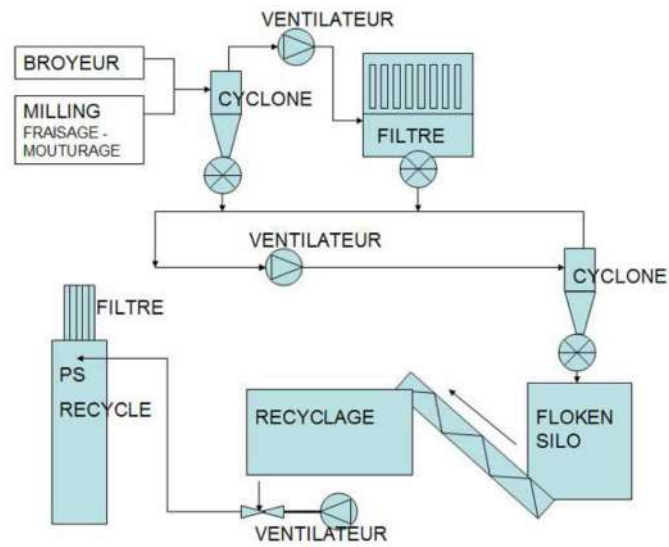 VENTILATEUR
BROYEUR
MILLING
FRAISAGE -
MOUTURAGE
CYCLONE
FILTRE
VENTILATEUR
CYCLONE
FILTRE
PS
RECYCLE
RECYCLAGE
FLOKEN
SILO
VENTILATEUR